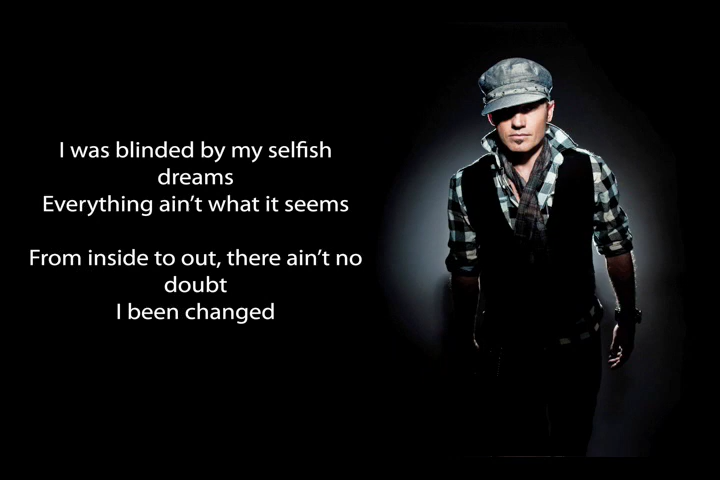 I was blinded by my selfish
dreams
Everything ain't what it seems
From inside to out, there ain't no
doubt
I been changed